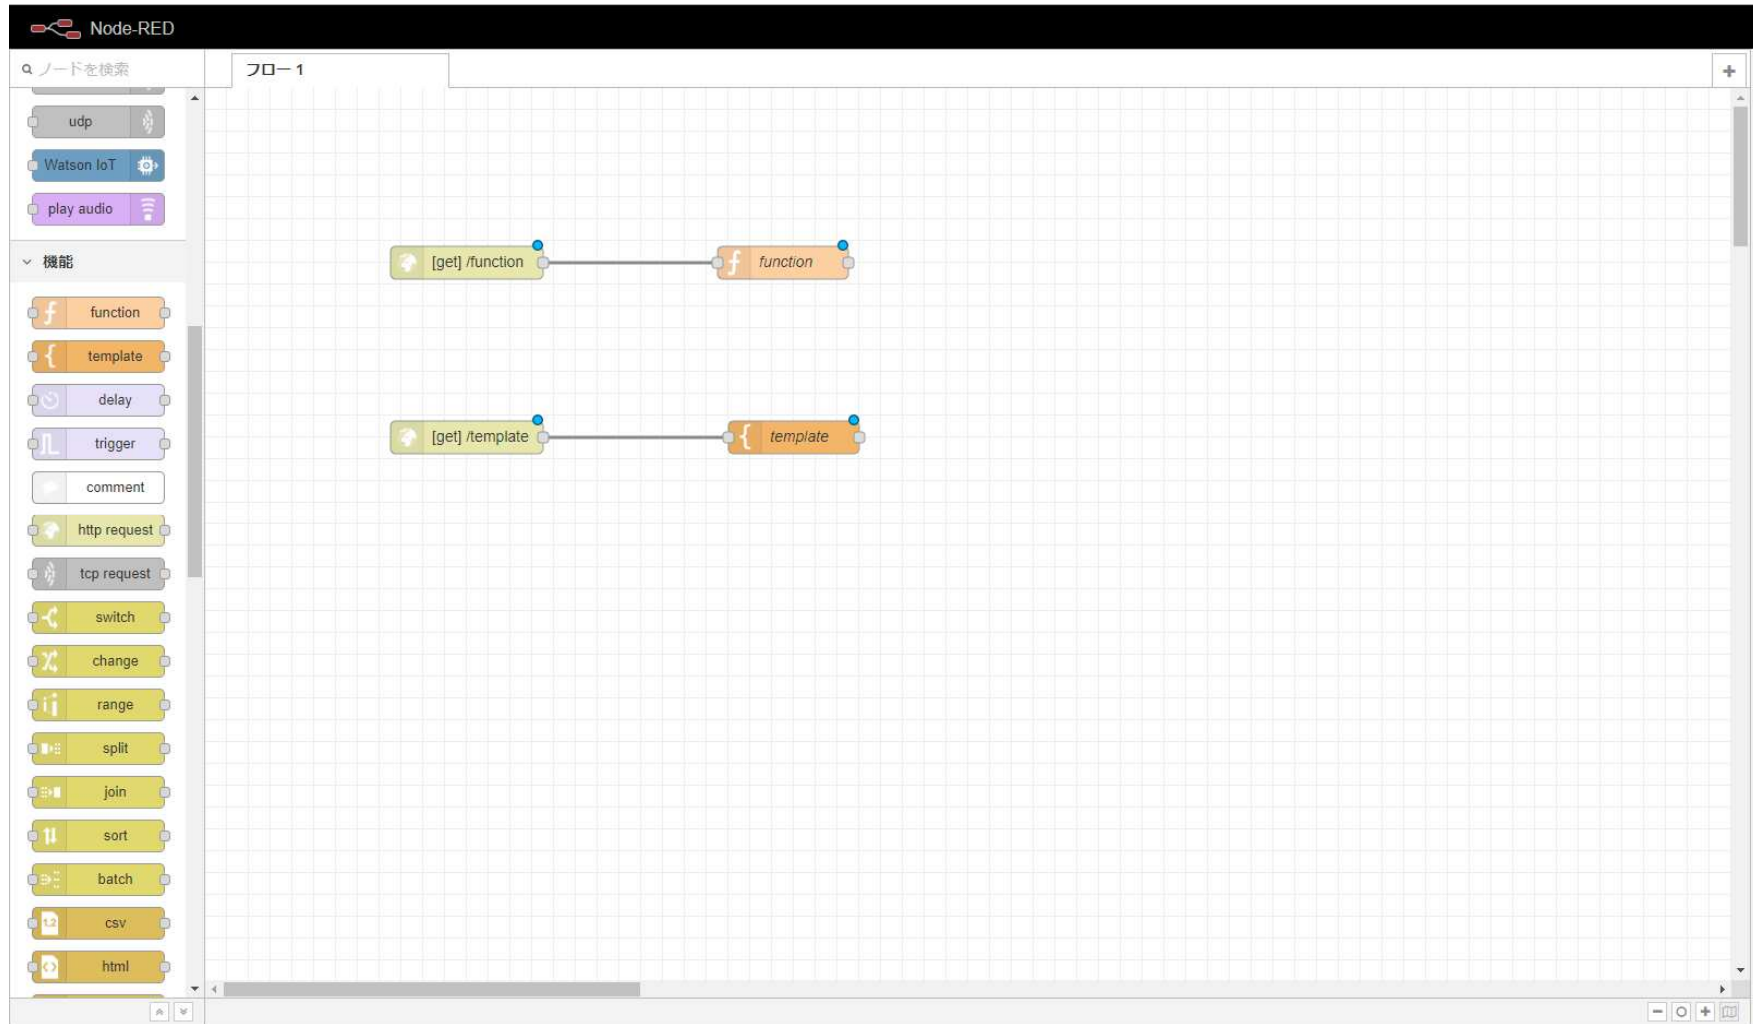 Node-RED
ノードを検索
フロー 1
udp
Watson IoT
play audio
機能
function
template
delay
trigger
comment
http request
tcp request
switch
change
range
split
join
sort
batch
1.2 csv
html
[get] /function
function
[get] /template
template